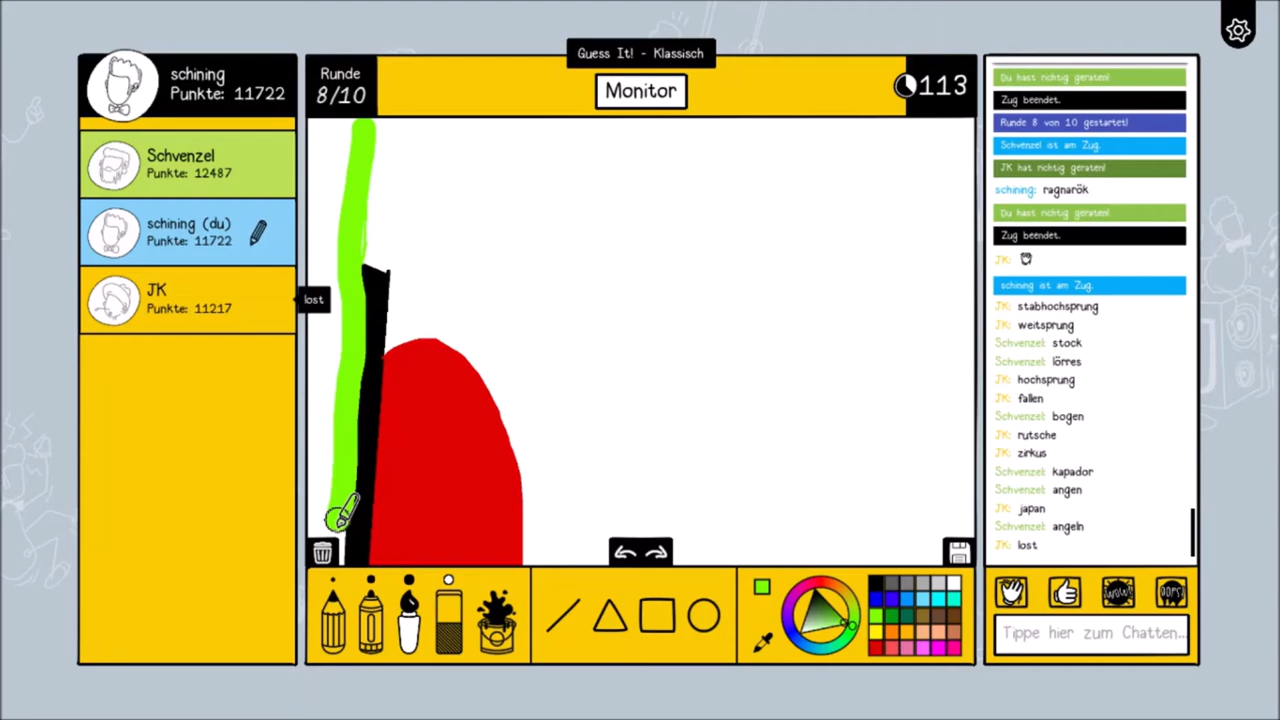 Guess It! - Klassisch
schining
Punkte: 11722
Runde
8/10
Monitor
113
Schvenzel
Punkte: 12487
schining (du)
Punkte: 11722
JK
Punkte: 11217
lost
Du hast richtig geraten!
Zug beendet.
Runde 8 von 10 gestartet!
Schvenzel ist am Zug.
JK hat richtig geraten!
schining: ragnarök
Du hast richtig geraten!
Zug beendet.
JK:
schining ist am Zug.
JK: stabhochsprung
JK: weitsprung
Schvenzel: stock
Schvenzel: lörres
JK: hochsprung
JK: fallen
Schvenzel: bogen
JK: rutsche
JK: zirkus
Schvenzel: kapador
Schvenzel: angen
JK: japan
Schvenzel: angeln
JK: lost
WOW!
OOPS!
Tippe hier zum Chatten...